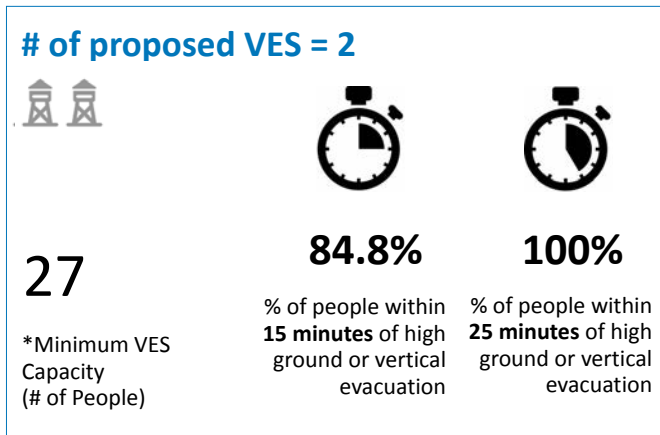 # of proposed VES = 2
27
*Minimum VES
Capacity
(# of People)
84.8%
% of people within
15 minutes of high
ground or vertical
evacuation
100%
% of people within
25 minutes of high
ground or vertical
evacuation